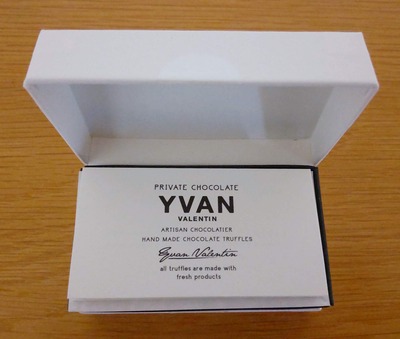 PRIVATE CHOCOLATE
YVAN
VALENTIN
ARTISAN CHOCOLATIER
HAND MADE CHOCOLATE TRUFFLES
Yvan Valentin
all truffles are made with
fresh products